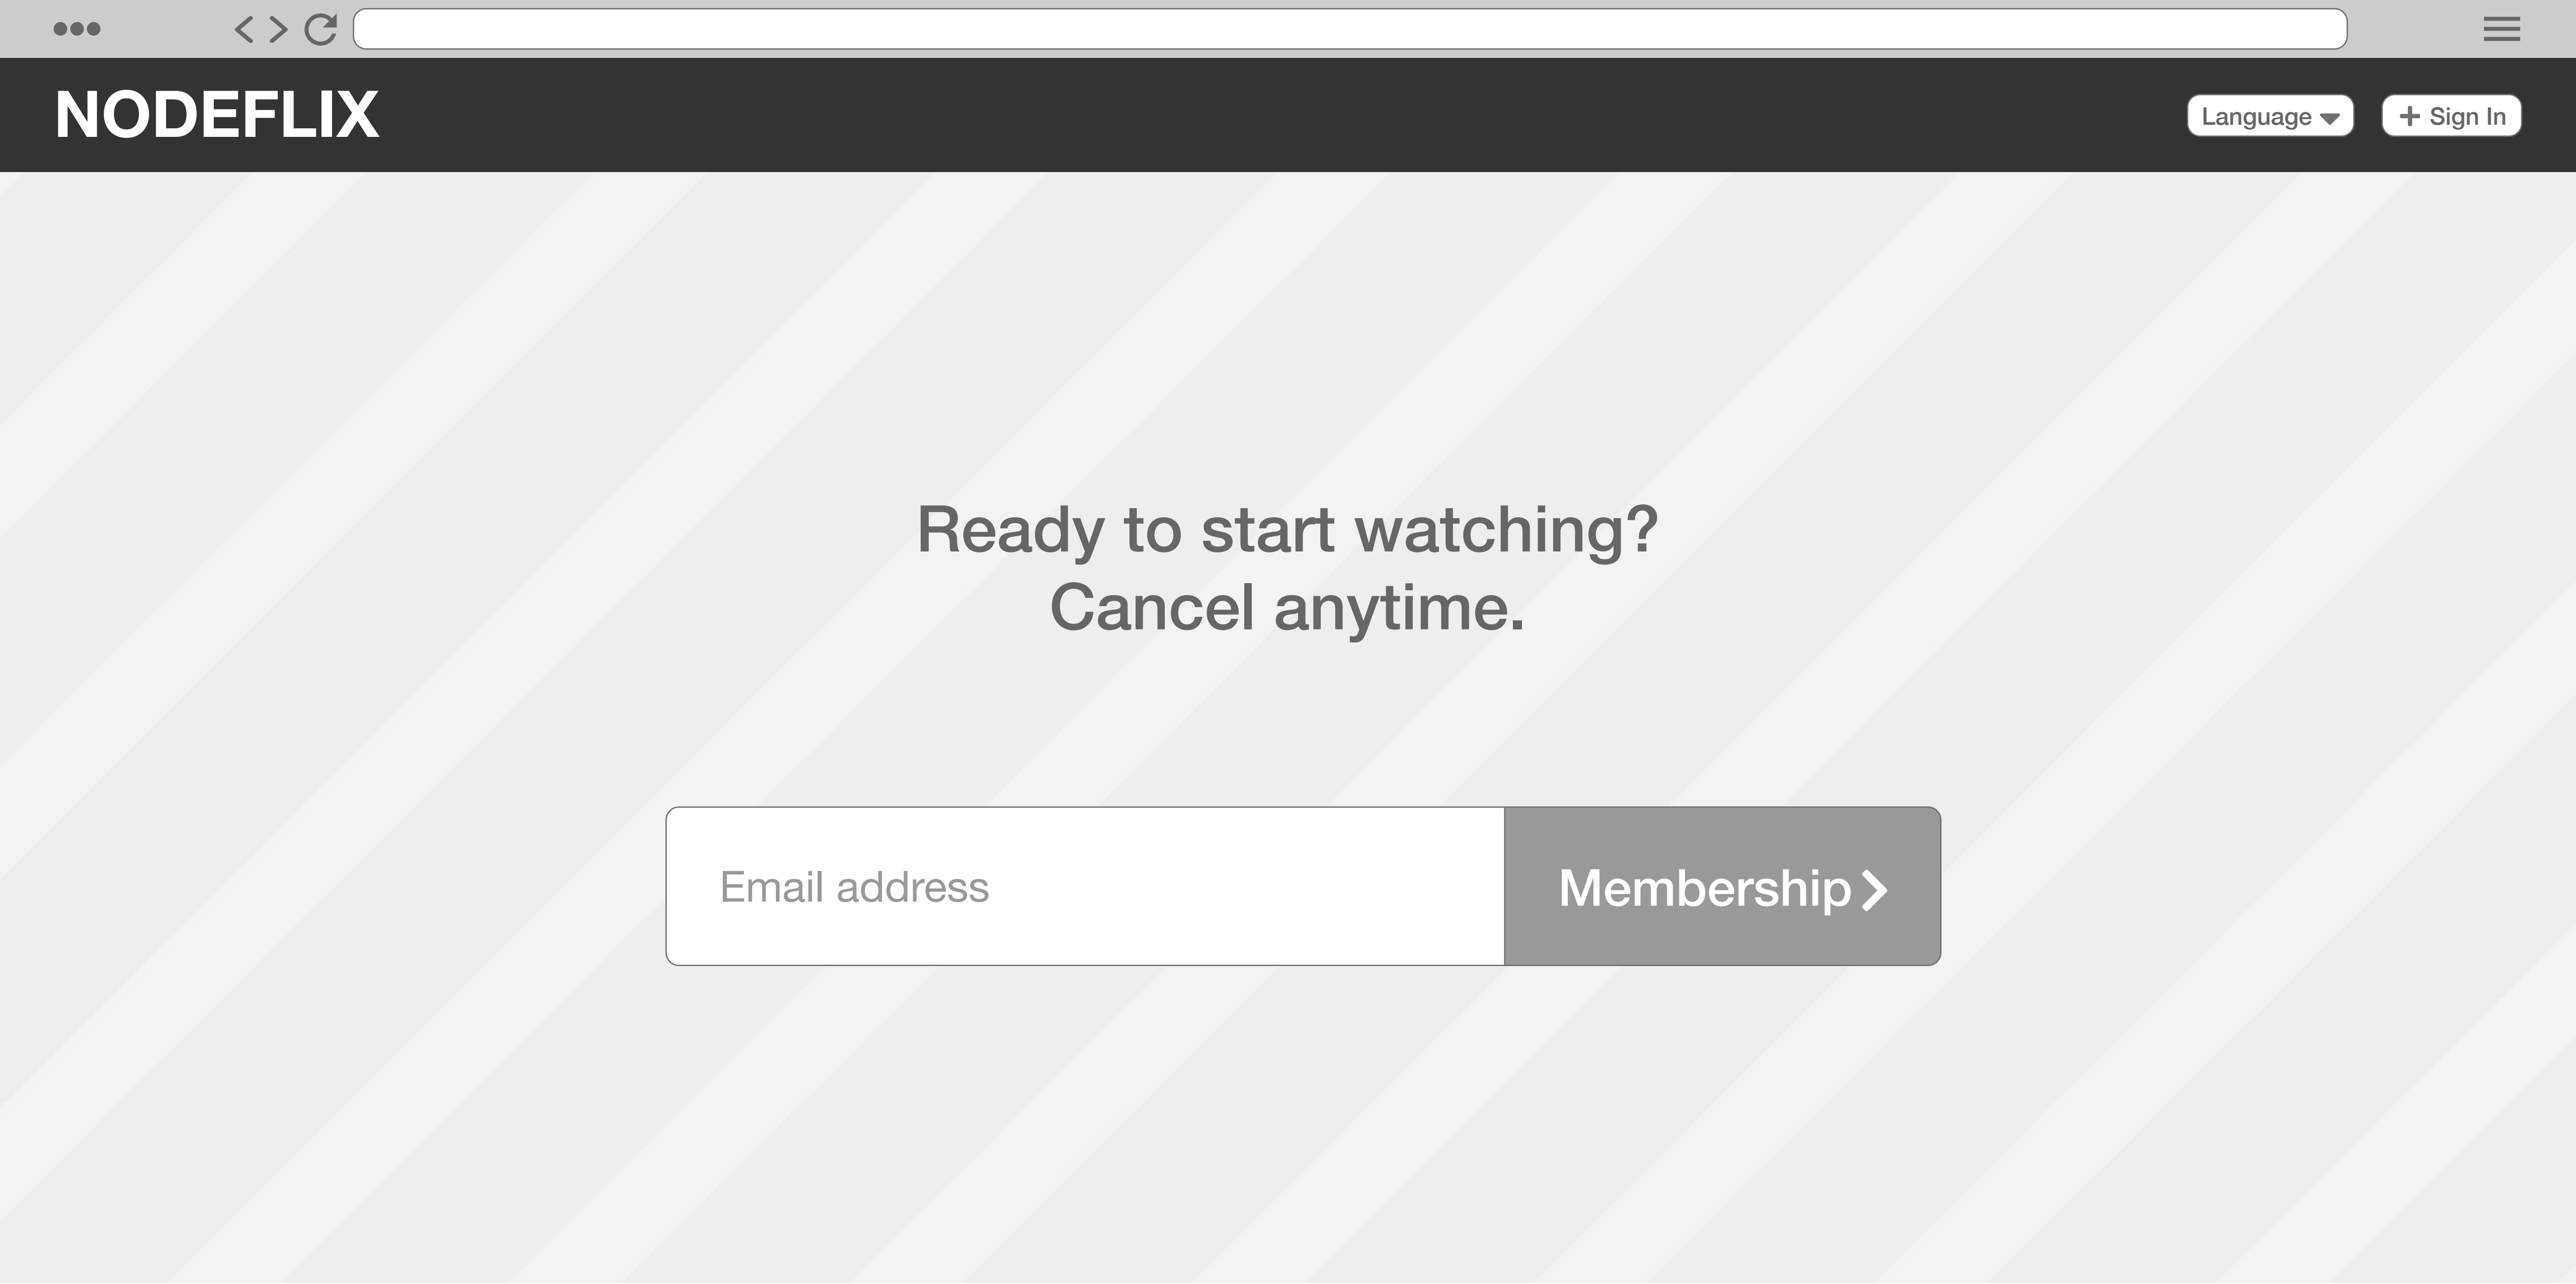 NODEFLIX
Language
Sign In
Ready to start watching?
Cancel anytime.
Email address
Membership